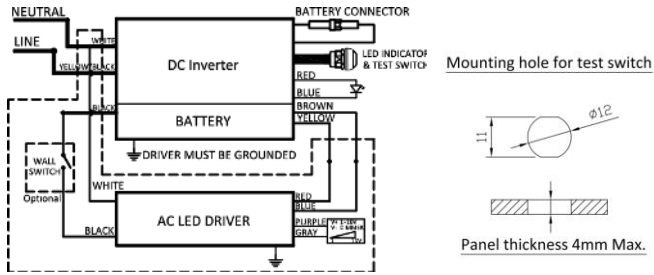 NEUTRAL
LINE
WHITE
YELLOW/BLACK
BLACK
DC Inverter
BATTERY
BATTERY CONNECTOR
LED INDICATOR
& TEST SWITCH
RED
BLUE
BROWN
YELLOW
DRIVER MUST BE GROUNDED
WALL
SWITCH
Optional
WHITE
BLACK
AC LED DRIVER
RED
BLUE
PURPLE
GRAY
Mounting hole for test switch
ø12
11
Panel thickness 4mm Max.